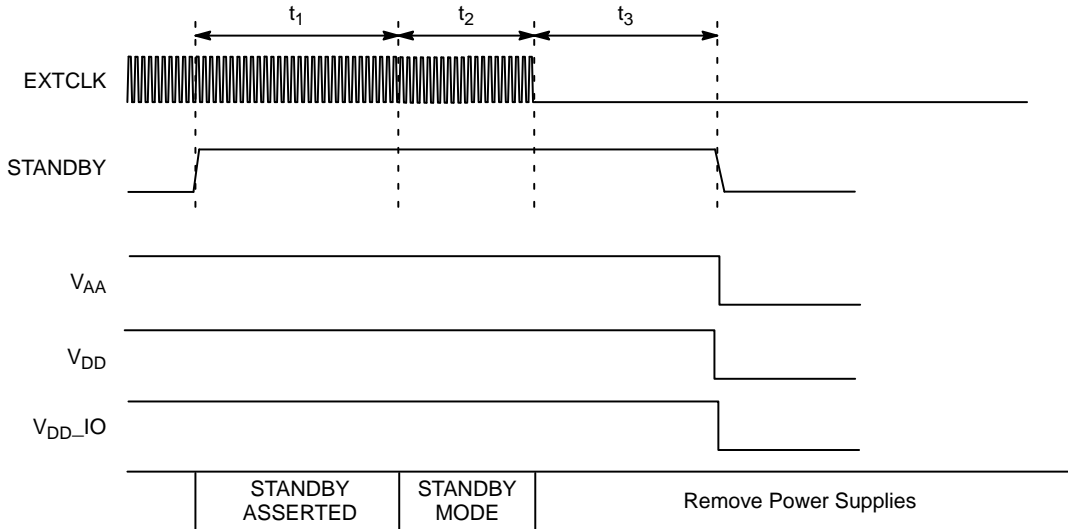 t1 t2 t3
EXTCLK
STANDBY
VAA
VDD
VDD_IO
STANDBY ASSERTED
STANDBY MODE
Remove Power Supplies